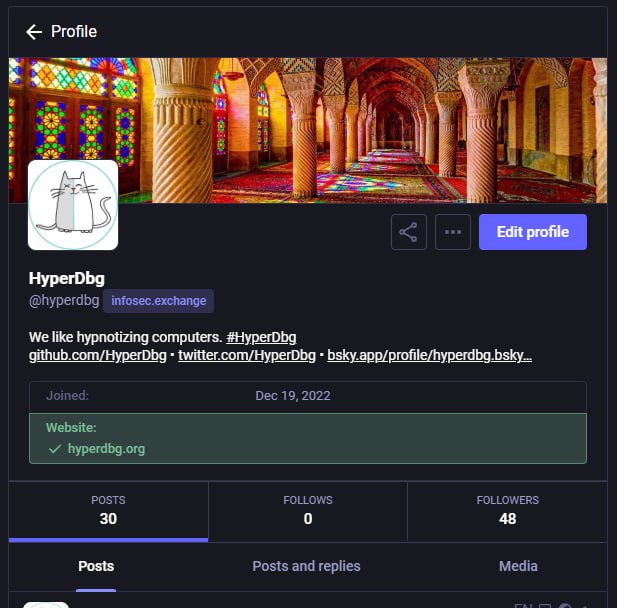 Profile
Edit profile
HyperDbg
@hyperdbg infosec.exchange
We like hypnotizing computers. #HyperDbg
github.com/HyperDbg • twitter.com/HyperDbg • bsky.app/profile/hyperdbg.bsky…
Joined: Dec 19, 2022
Website:
hyperdbg.org
POSTS FOLLOWS FOLLOWERS
30 0 48
Posts Posts and replies Media
EN